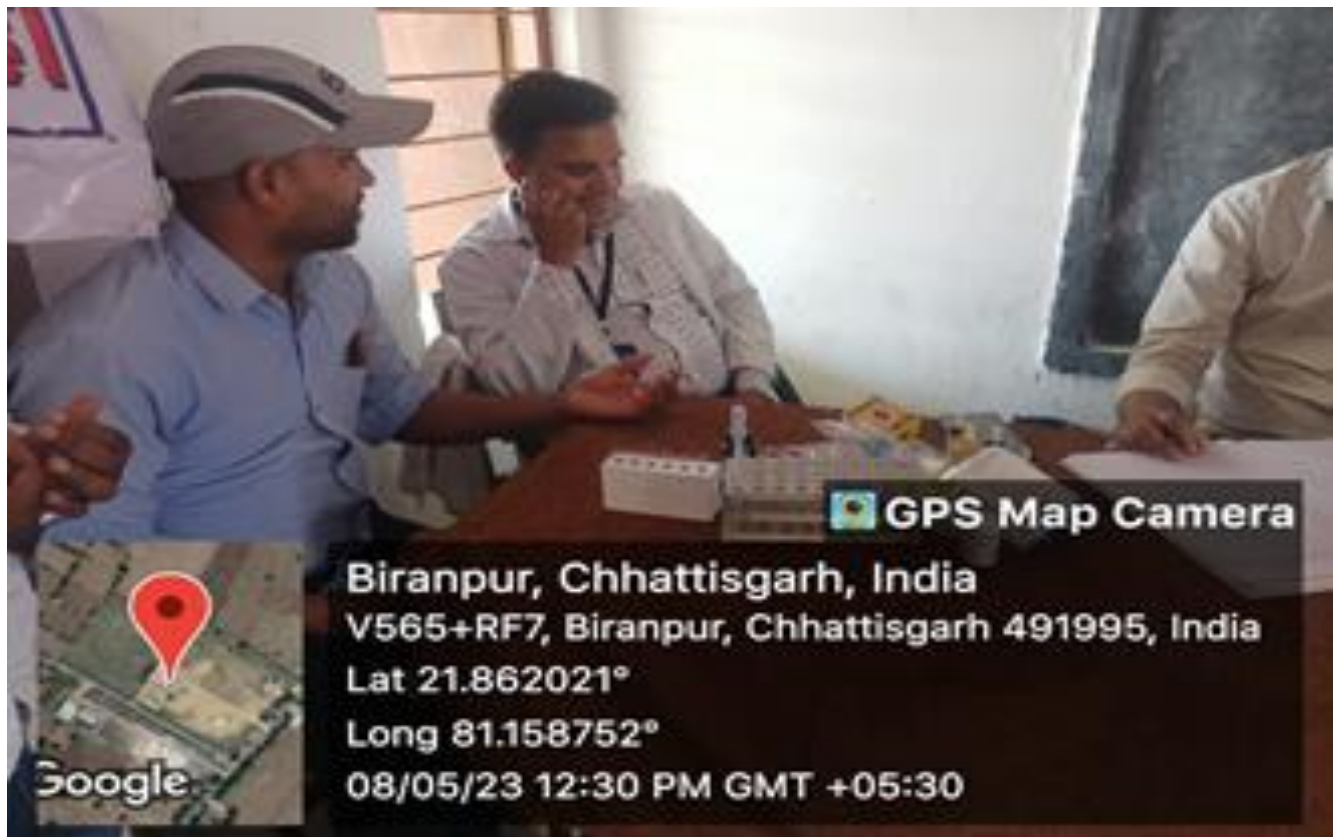 GPS Map Camera
Biranpur, Chhattisgarh, India
V565+RF7, Biranpur, Chhattisgarh 491995, India
Lat 21.862021°
Long 81.158752°
08/05/23 12:30 PM GMT +05:30
Google